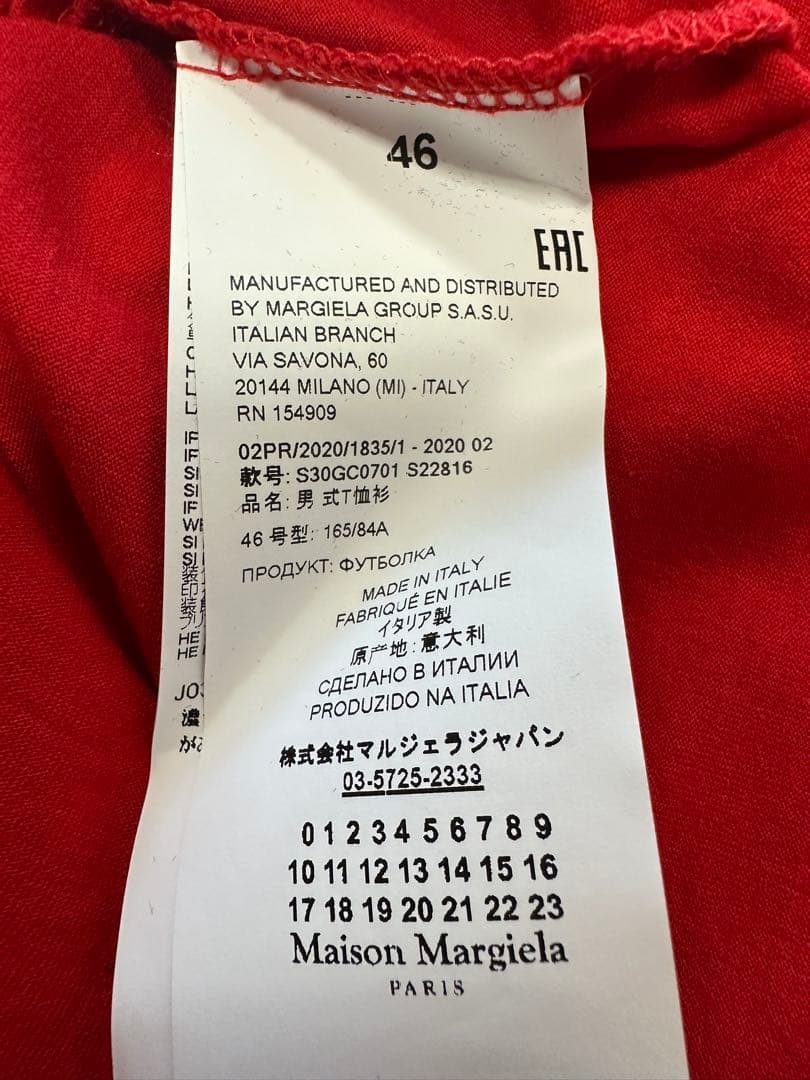 46
EAC
MANUFACTURED AND DISTRIBUTED
BY MARGIELA GROUP S.A.S.U.
ITALIAN BRANCH
VIA SAVONA, 60
20144 MILANO (MI) - ITALY
RN 154909
02PR/2020/1835/1 - 2020 02
款号: S30GC0701 S22816
品名: 男 式T恤衫
46 号型: 165/84A
ПРОДУКТ: ФУТБОЛКА
MADE IN ITALY
FABRIQUÉ EN ITALIE
イタリア製
原产地: 意大利
СДЕЛАНО В ИТАЛИИ
PRODUZIDO NA ITALIA
株式会社マルジェラジャパン
03-5725-2333
0 1 2 3 4 5 6 7 8 9
10 11 12 13 14 15 16
17 18 19 20 21 22 23
Maison Margiela
PARIS